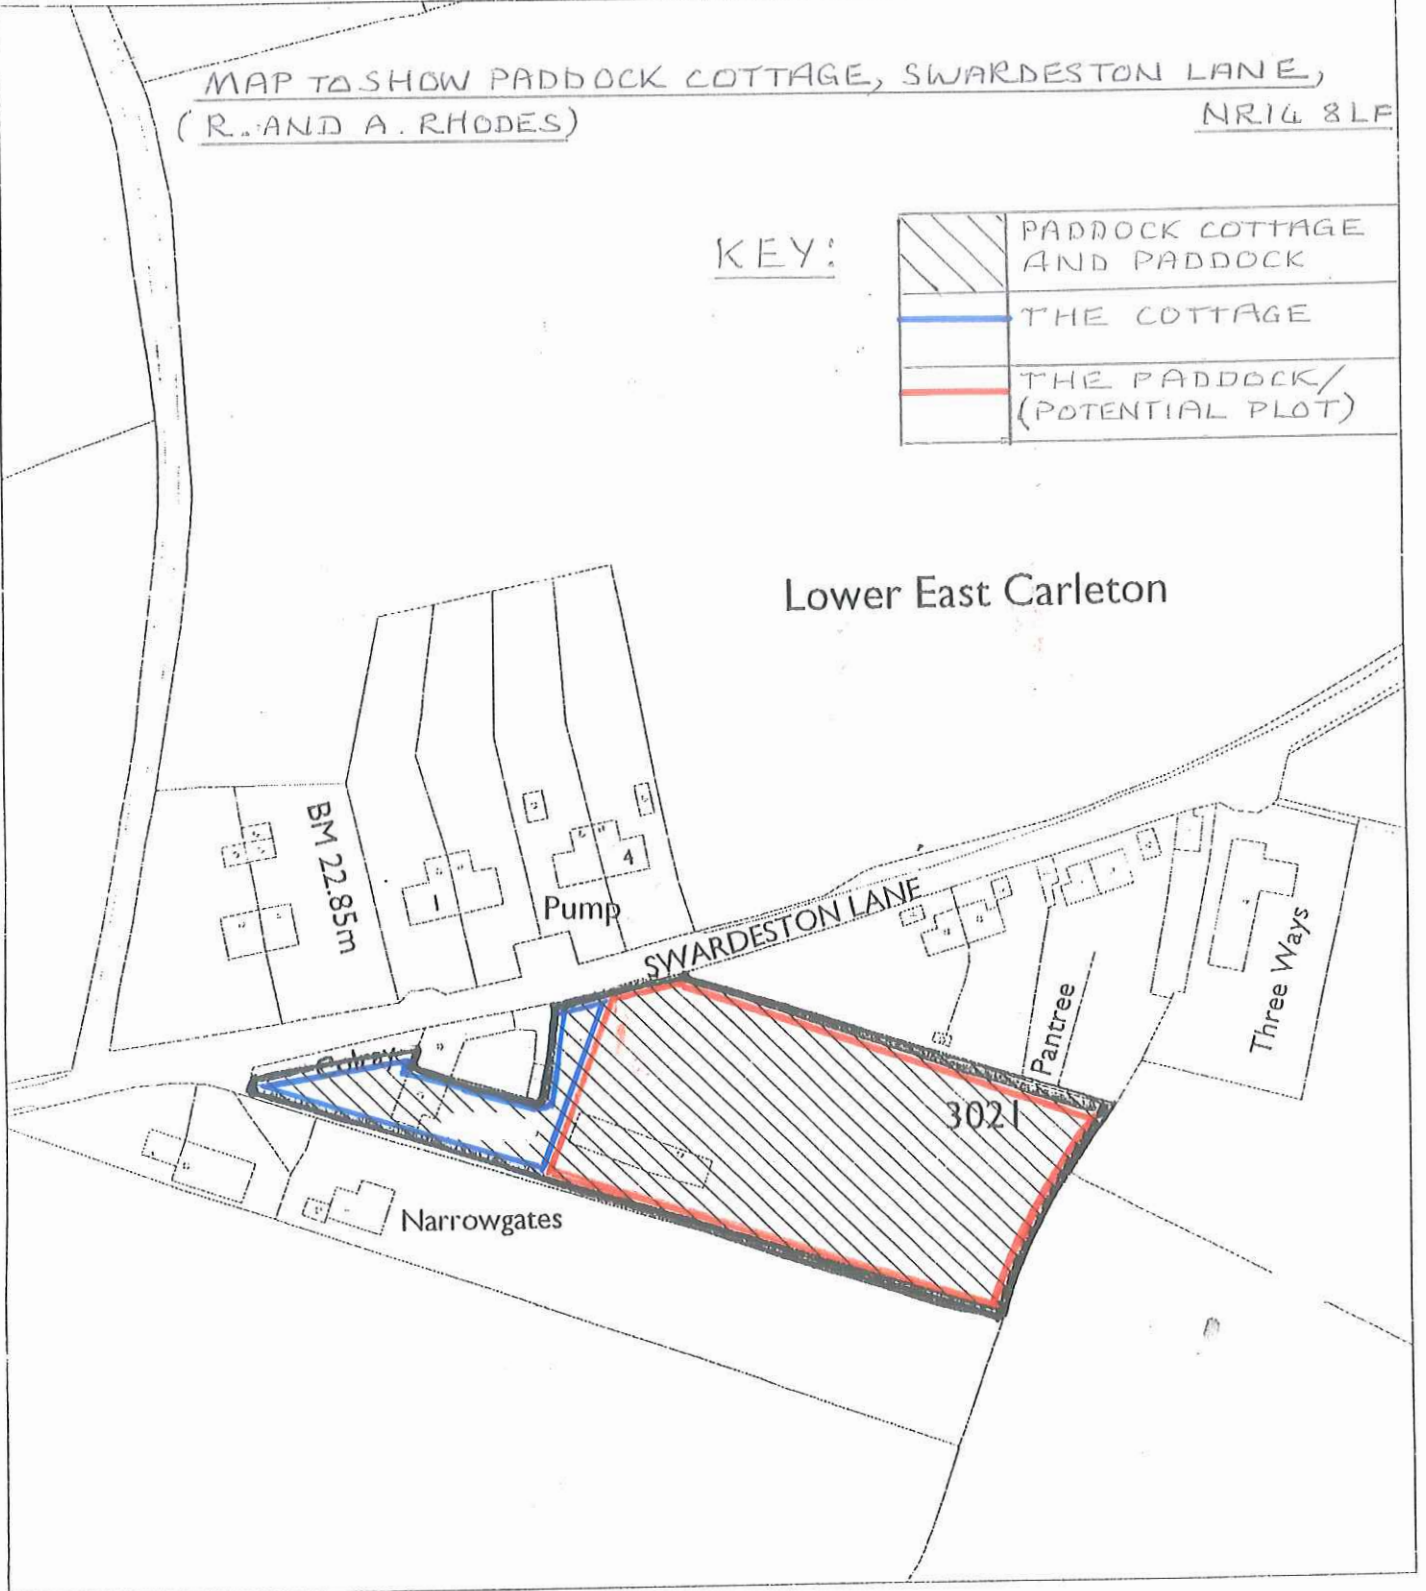 MAP TO SHOW PADDOCK COTTAGE, SWARDESTON LANE,
(R. AND A. RHODES)
NR14 8LF
KEY:
PADDOCK COTTAGE
AND PADDOCK
THE COTTAGE
THE PADDOCK/
(POTENTIAL PLOT)
Lower East Carleton
BM 22.85m
1
4
Pump
SWARDESTON LANE
Pantree
Three Ways
3021
Narrowgates